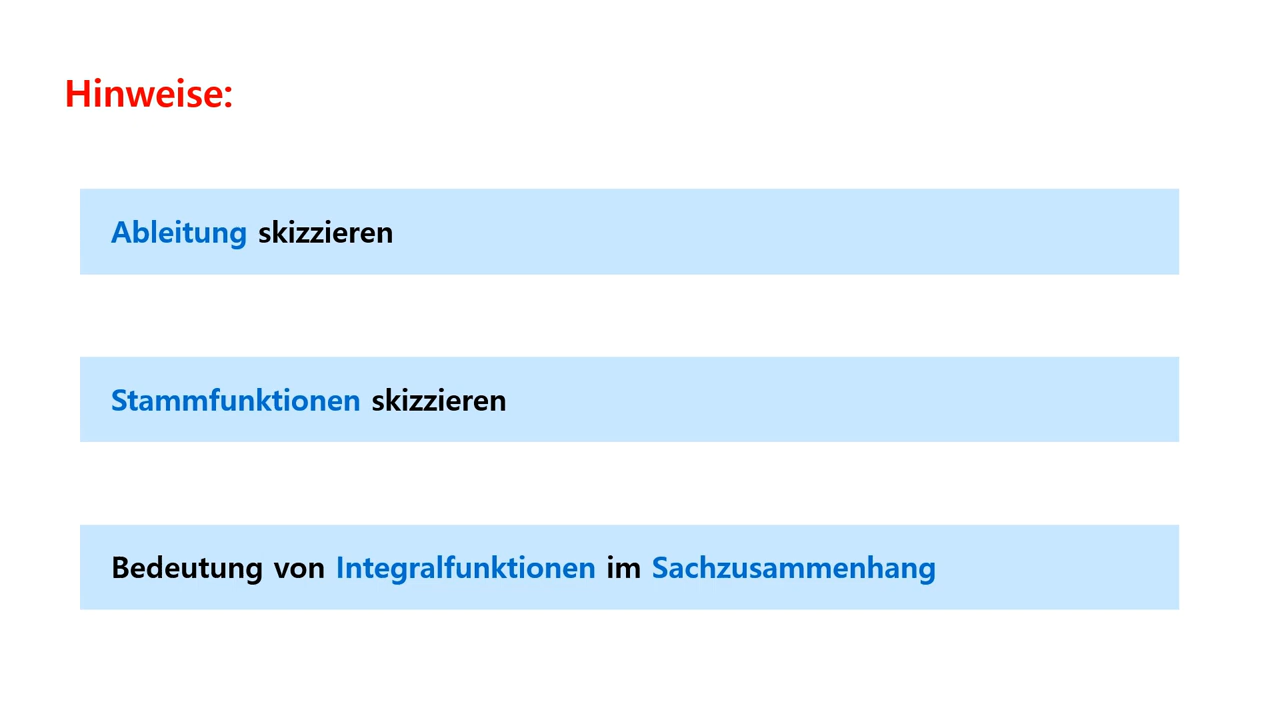 Hinweise:
Ableitung skizzieren
Stammfunktionen skizzieren
Bedeutung von Integralfunktionen im Sachzusammenhang